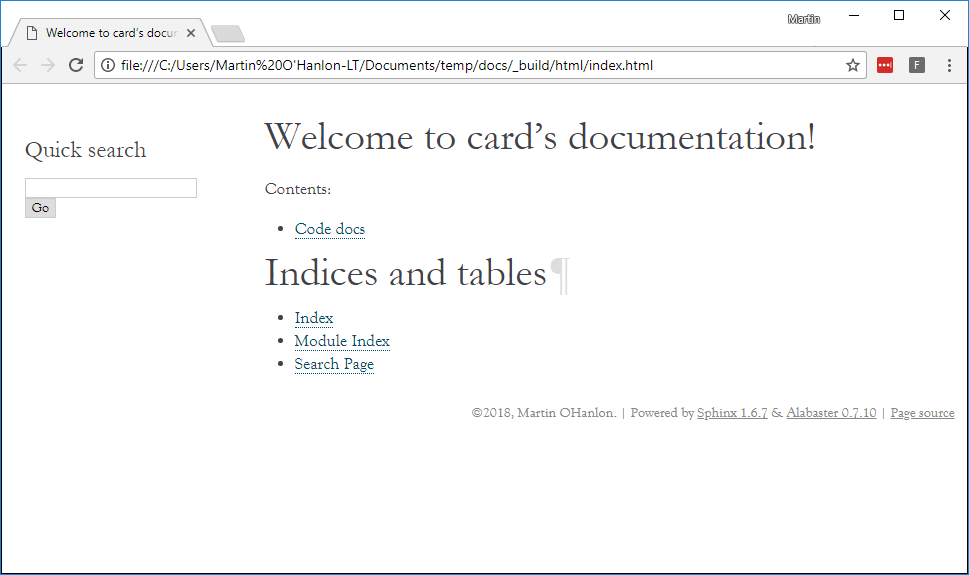 Martin
Welcome to card's docur
file:///C:/Users/Martin%20O'Hanlon-LT/Documents/temp/docs/_build/html/index.html
F
Quick search
Go
Welcome to card’s documentation!
Contents:
Code docs
Indices and tables¶
Index
Module Index
Search Page
©2018, Martin OHanlon. | Powered by Sphinx 1.6.7 & Alabaster 0.7.10 | Page source